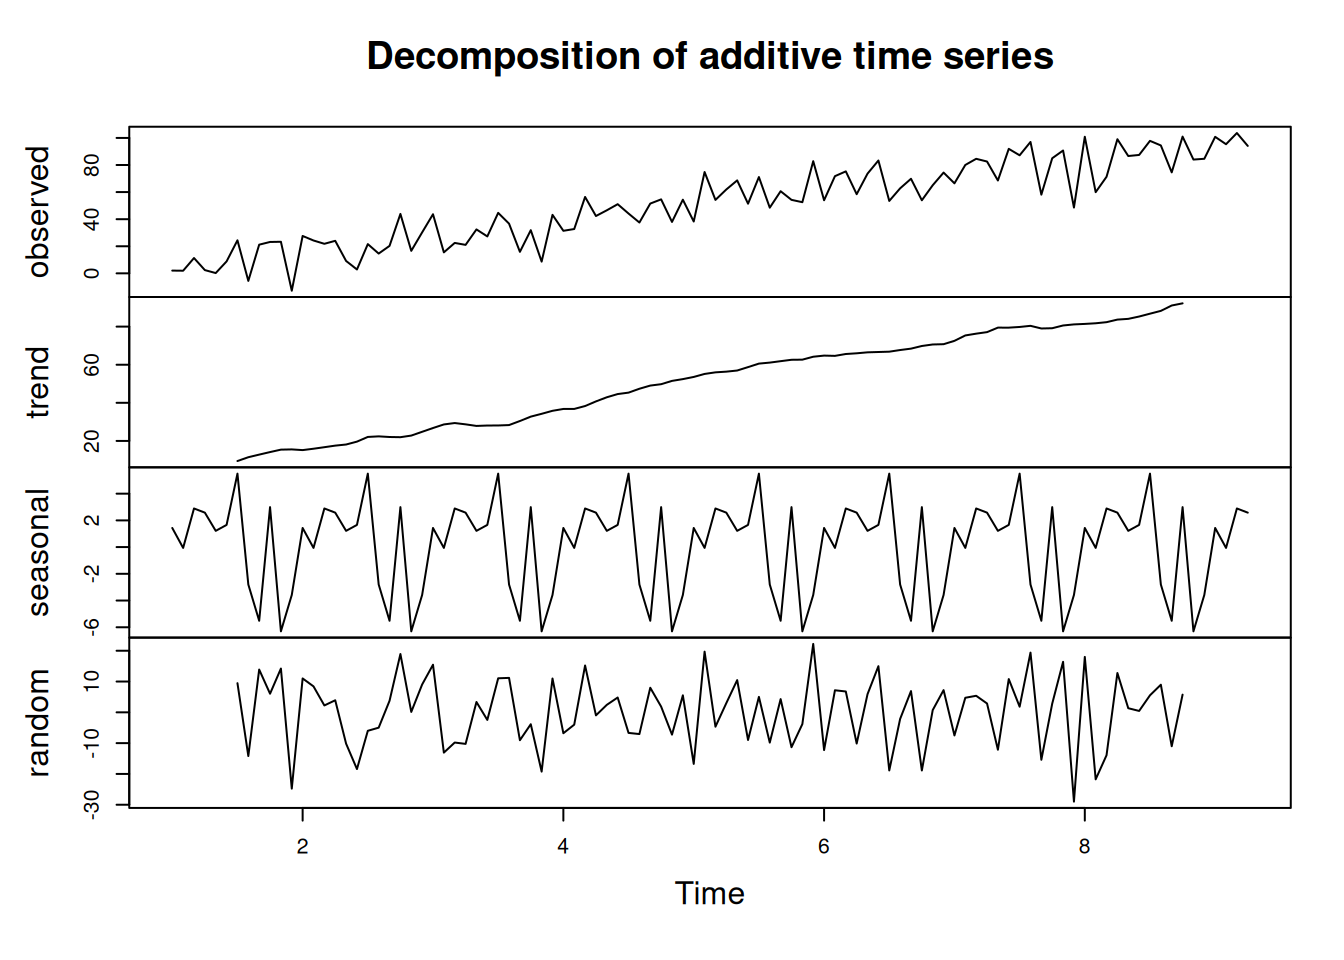 Decomposition of additive time series
observed
0 40 80
trend
20 60
seasonal
-6 -2 2
random
-30 -10 10
2 4 6 8
Time